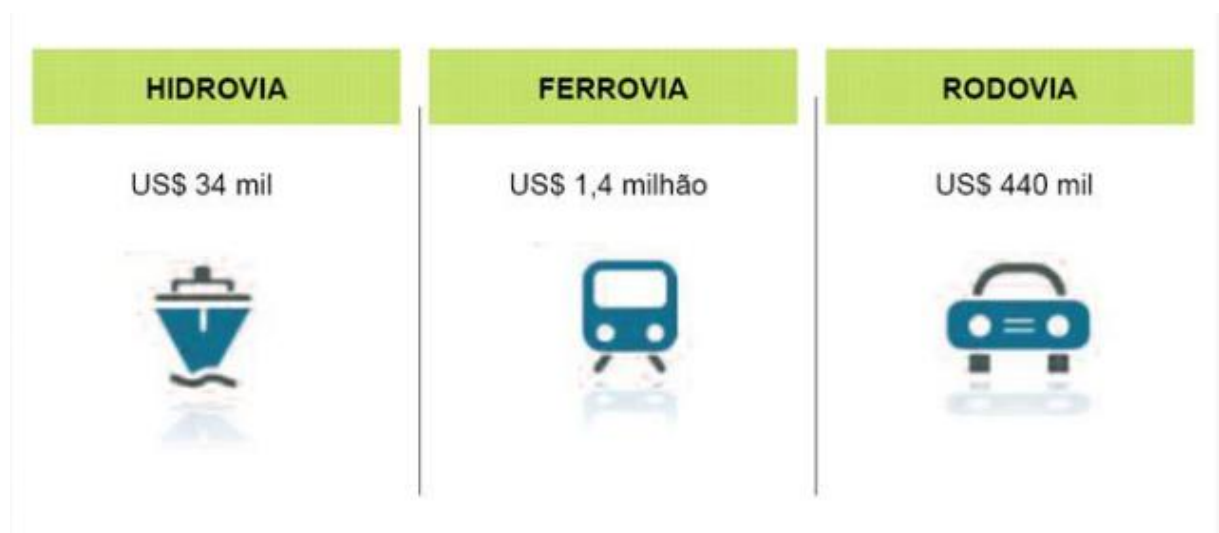 HIDROVIA
FERROVIA
RODOVIA
US$ 34 mil
US$ 1,4 milhão
US$ 440 mil